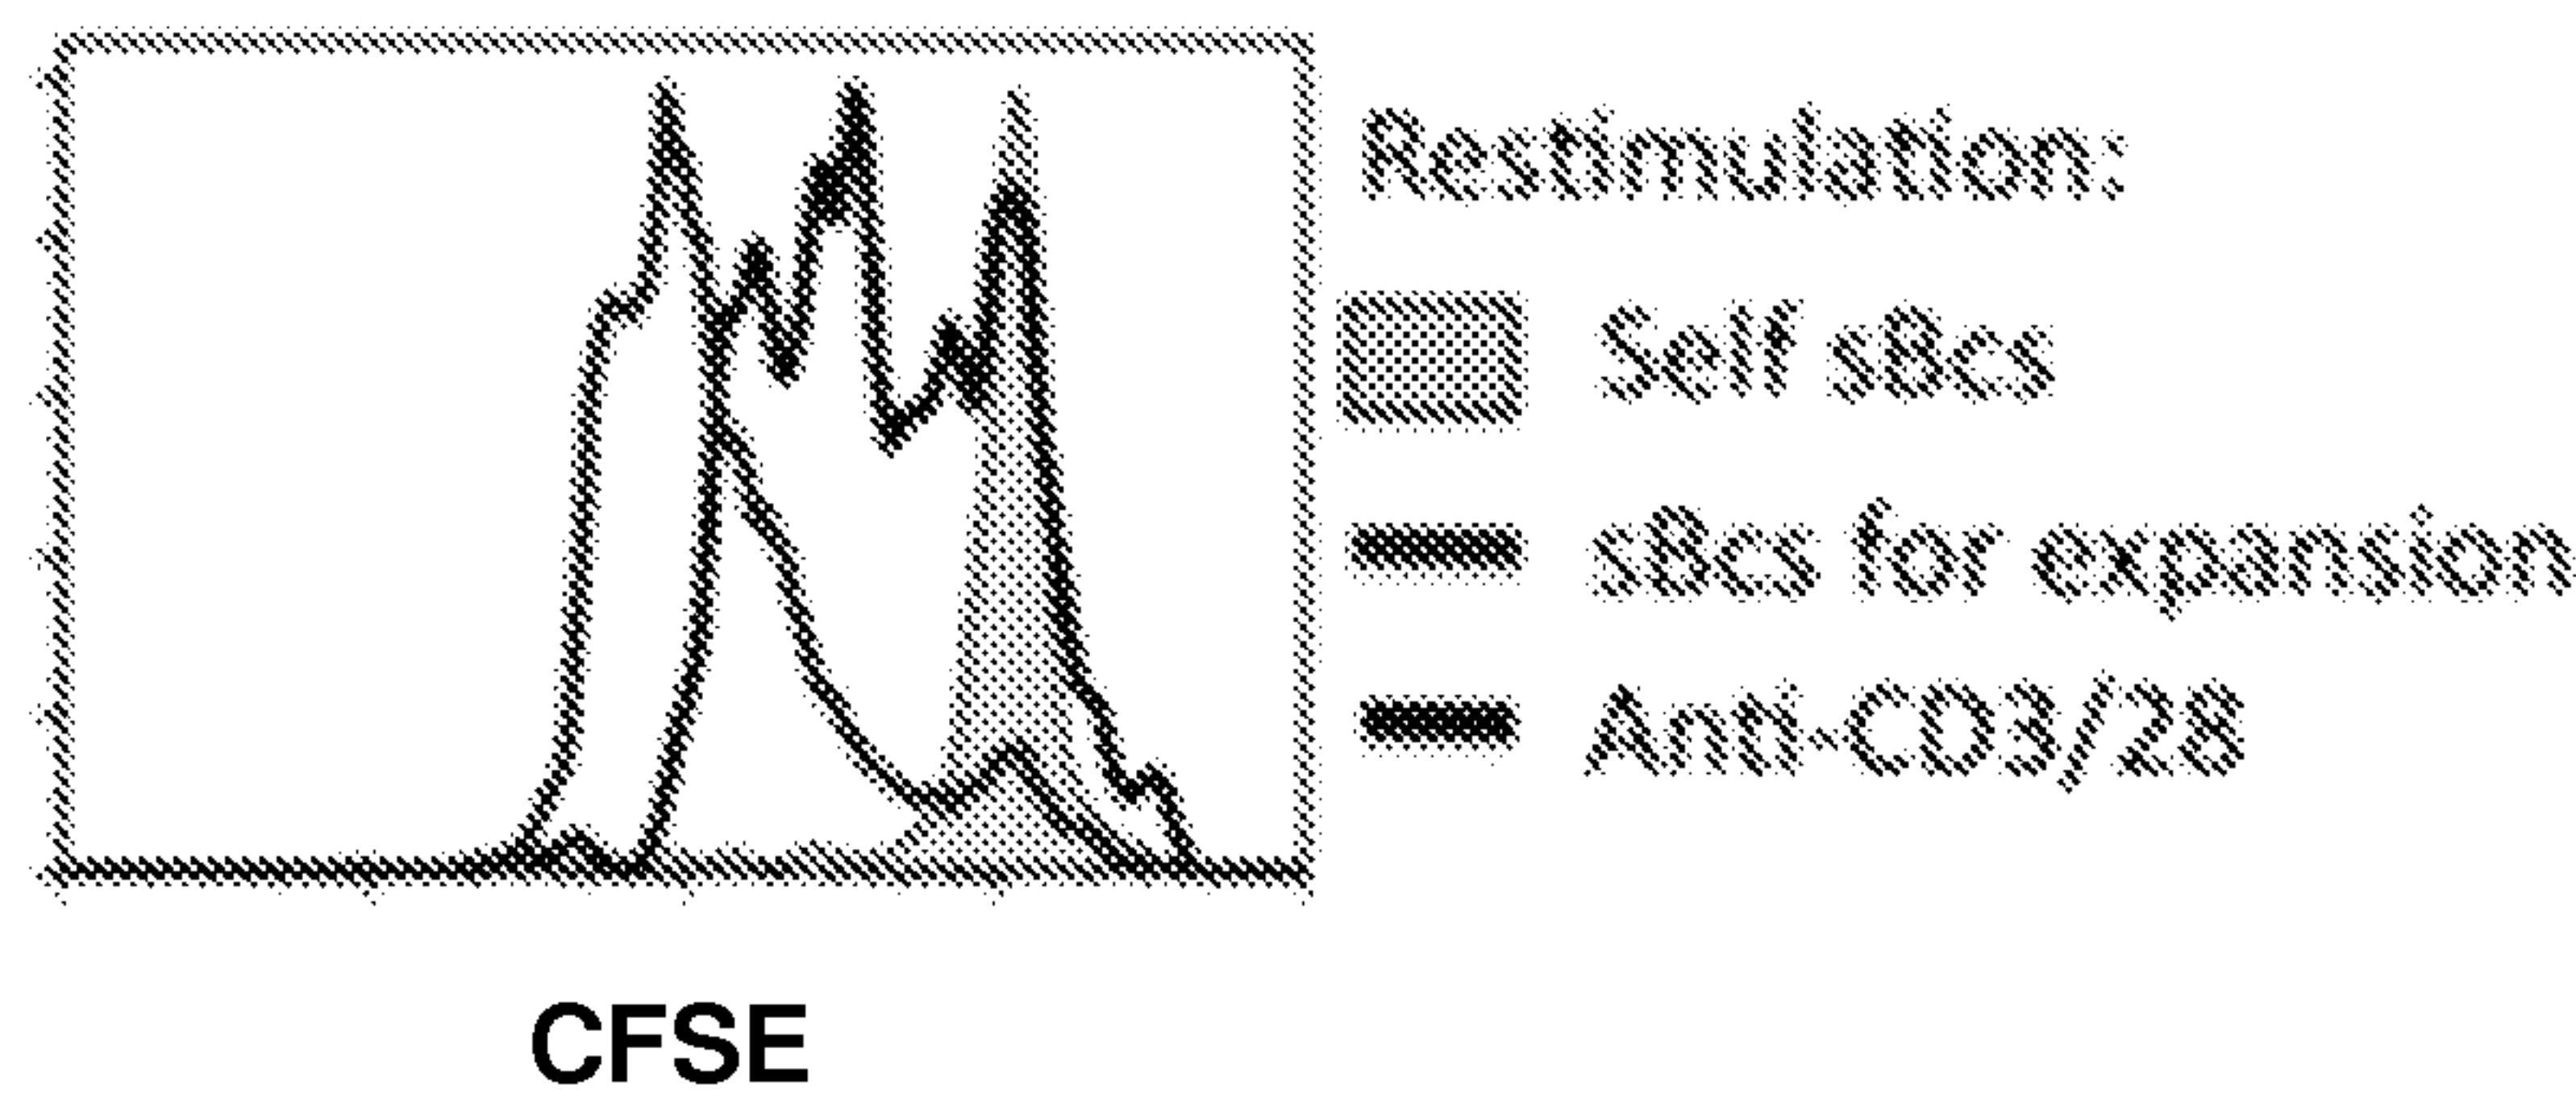 Restimulation:
Self sBcs
sBcs for expansion
Anti-CD3/28
CFSE